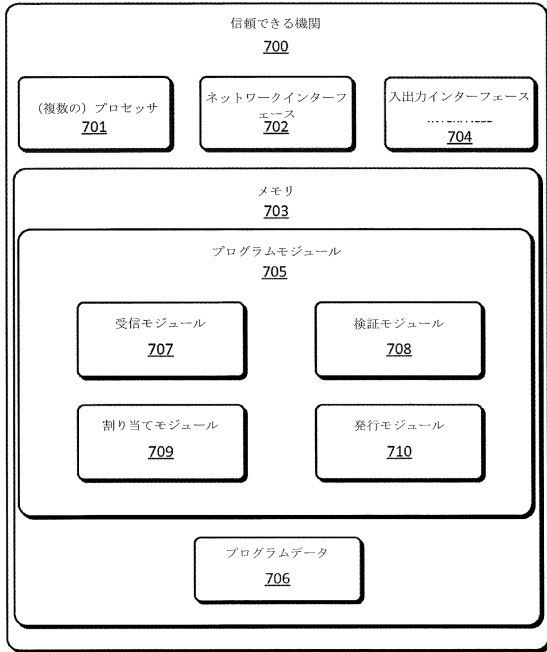 信頼できる機関
700
(複数の) プロセッサ
701
ネットワークインターフ
ェース
702
入出力インターフェース
704
メモリ
703
プログラムモジュール
705
受信モジュール
707
検証モジュール
708
割り当てモジュール
709
発行モジュール
710
プログラムデータ
706